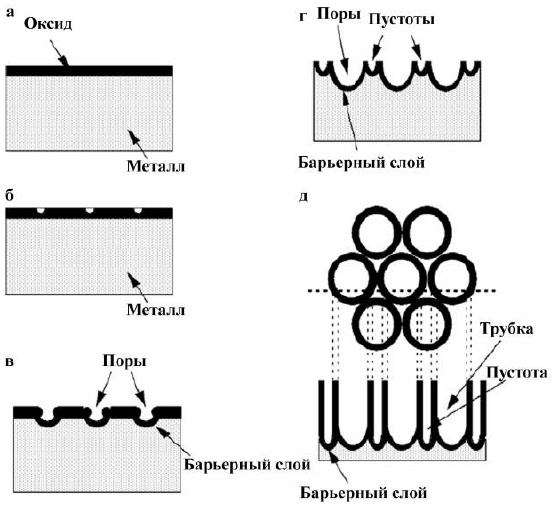 а
Оксид
Металл
б
Металл
в
Поры
Барьерный слой
г
Поры Пустоты
Барьерный слой
д
Трубка
Пустота
Барьерный слой